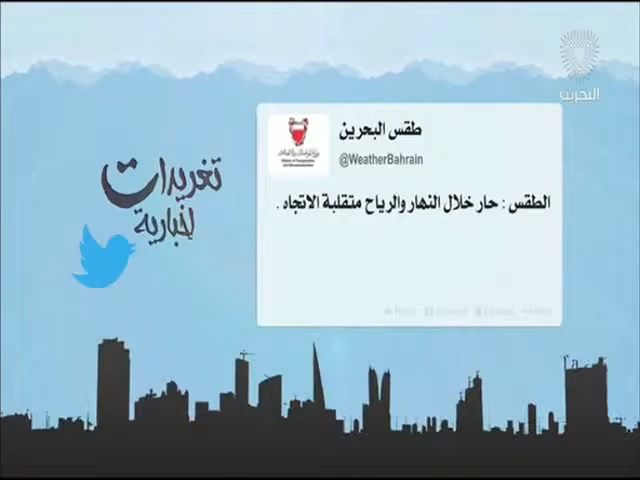 البحرين
طقس البحرين
@WeatherBahrain
تغريدات
إخبارية
الطقس : حار خلال النهار والرياح متقلبة الاتجاه .